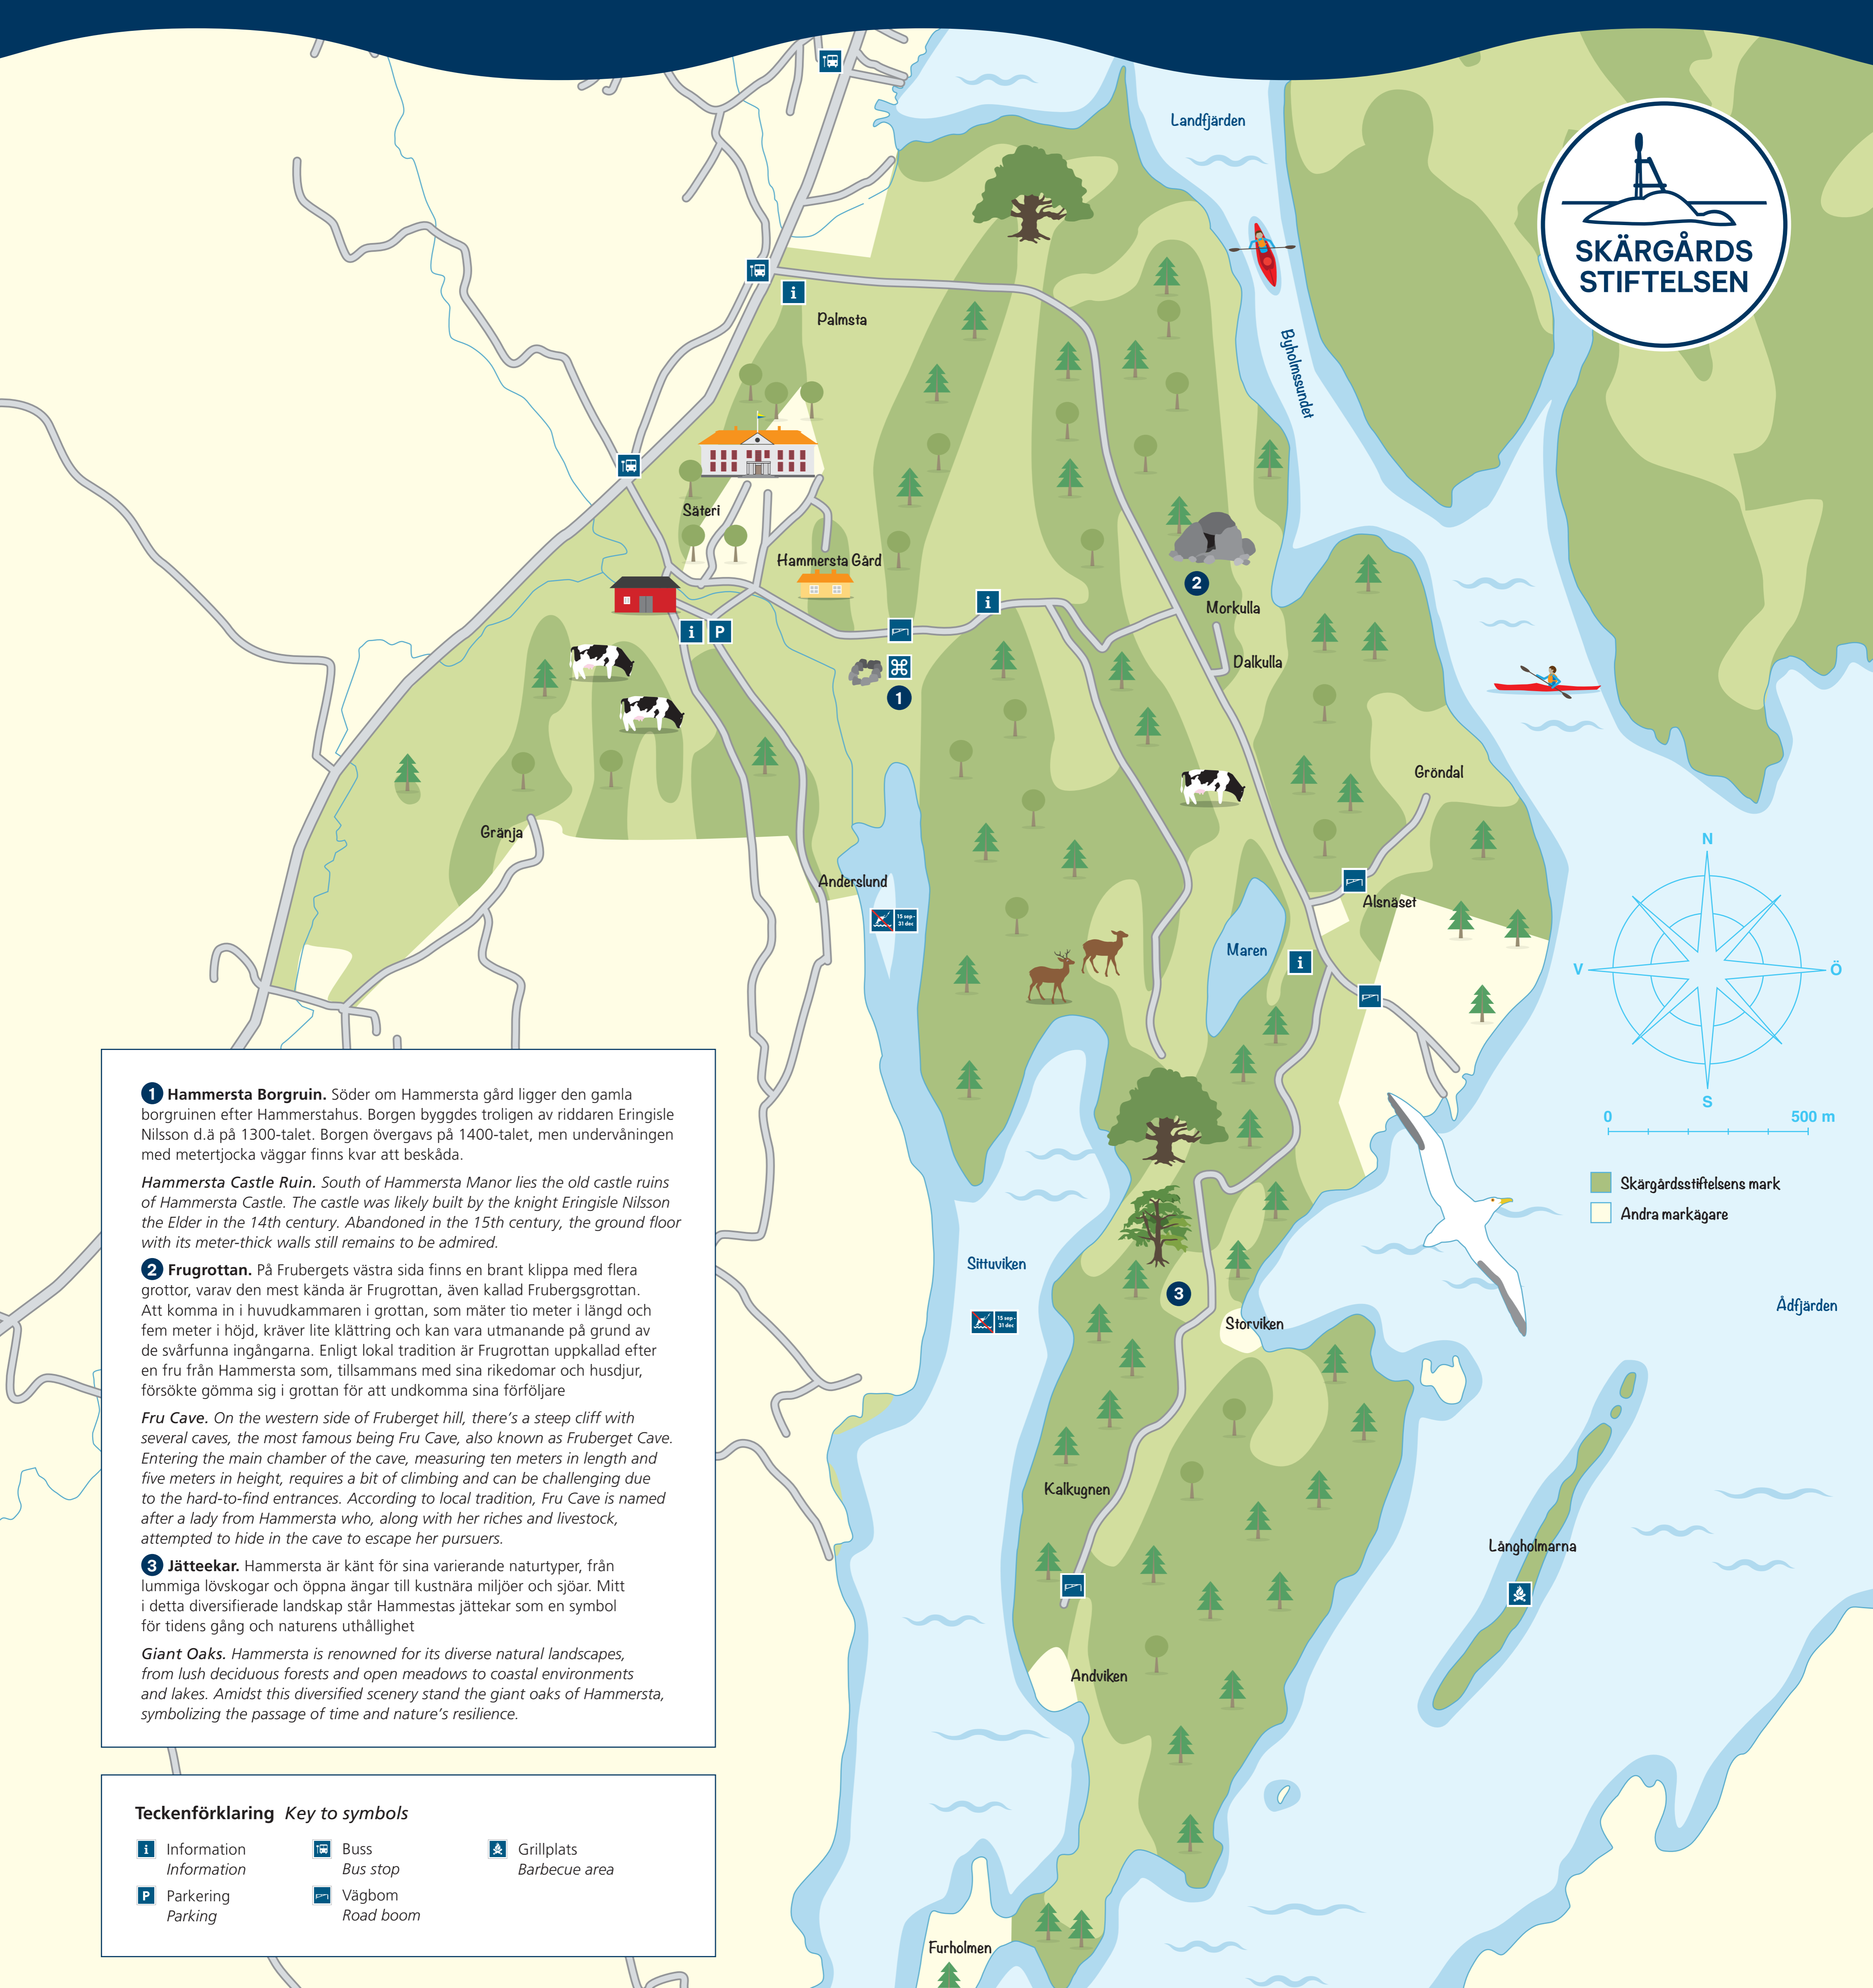 Landfjärden
SKÄRGÅRDS
STIFTELSEN
i
Palmsta
Byholmssundet
Säteri
Hammersta Gård
i
i P
2
Morkulla
Dalkulla
1
Gröndal
Gränja
Anderslund
15 sep -
31 dec
Alsnäset
Maren
i
N
V
Ö
S
0 500 m
Skärgårdsstiftelsens mark
Andra markägare
Sittuviken
3
15 sep -
31 dec
Storviken
Ådfjärden
Kalkugnen
Långholmarna
Andviken
Furholmen
1 Hammersta Borgruin. Söder om Hammersta gård ligger den gamla
borgruinen efter Hammerstahus. Borgen byggdes troligen av riddaren Eringisle
Nilsson d.ä på 1300-talet. Borgen övergavs på 1400-talet, men undervåningen
med metertjocka väggar finns kvar att beskåda.
Hammersta Castle Ruin. South of Hammersta Manor lies the old castle ruins
of Hammersta Castle. The castle was likely built by the knight Eringisle Nilsson
the Elder in the 14th century. Abandoned in the 15th century, the ground floor
with its meter-thick walls still remains to be admired.
2 Frugrottan. På Frubergets västra sida finns en brant klippa med flera
grottor, varav den mest kända är Frugrottan, även kallad Frubergsgrottan.
Att komma in i huvudkammaren i grottan, som mäter tio meter i längd och
fem meter i höjd, kräver lite klättring och kan vara utmanande på grund av
de svårfunna ingångarna. Enligt lokal tradition är Frugrottan uppkallad efter
en fru från Hammersta som, tillsammans med sina rikedomar och husdjur,
försökte gömma sig i grottan för att undkomma sina förföljare
Fru Cave. On the western side of Fruberget hill, there's a steep cliff with
several caves, the most famous being Fru Cave, also known as Fruberget Cave.
Entering the main chamber of the cave, measuring ten meters in length and
five meters in height, requires a bit of climbing and can be challenging due
to the hard-to-find entrances. According to local tradition, Fru Cave is named
after a lady from Hammersta who, along with her riches and livestock,
attempted to hide in the cave to escape her pursuers.
3 Jätteekar. Hammersta är känt för sina varierande naturtyper, från
lummiga lövskogar och öppna ängar till kustnära miljöer och sjöar. Mitt
i detta diversifierade landskap står Hammestas jättekar som en symbol
för tidens gång och naturens uthållighet
Giant Oaks. Hammersta is renowned for its diverse natural landscapes,
from lush deciduous forests and open meadows to coastal environments
and lakes. Amidst this diversified scenery stand the giant oaks of Hammersta,
symbolizing the passage of time and nature's resilience.
Teckenförklaring Key to symbols
i Information
Information
P Parkering
Parking
Buss
Bus stop
Vägbom
Road boom
Grillplats
Barbecue area